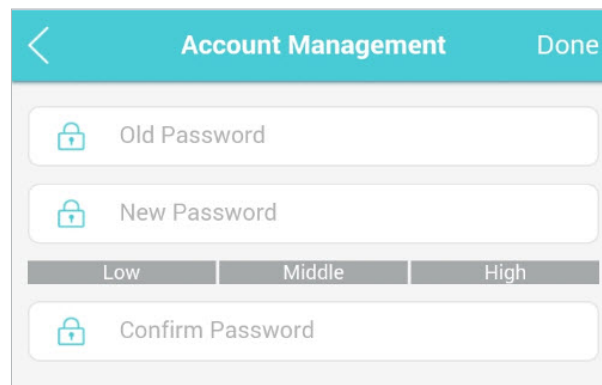 Account Management Done
Old Password
New Password
Low Middle High
Confirm Password